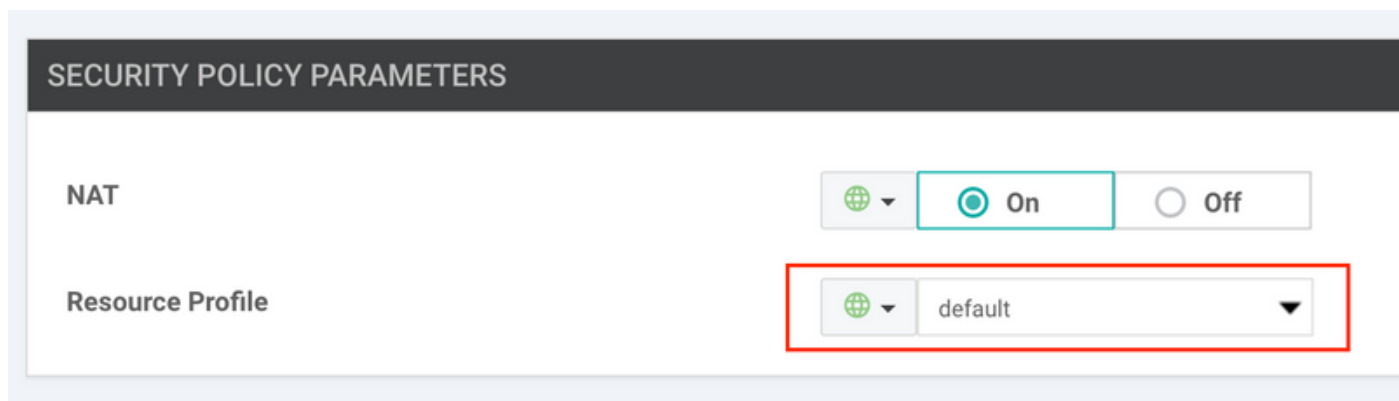 SECURITY POLICY PARAMETERS
NAT On Off
Resource Profile default